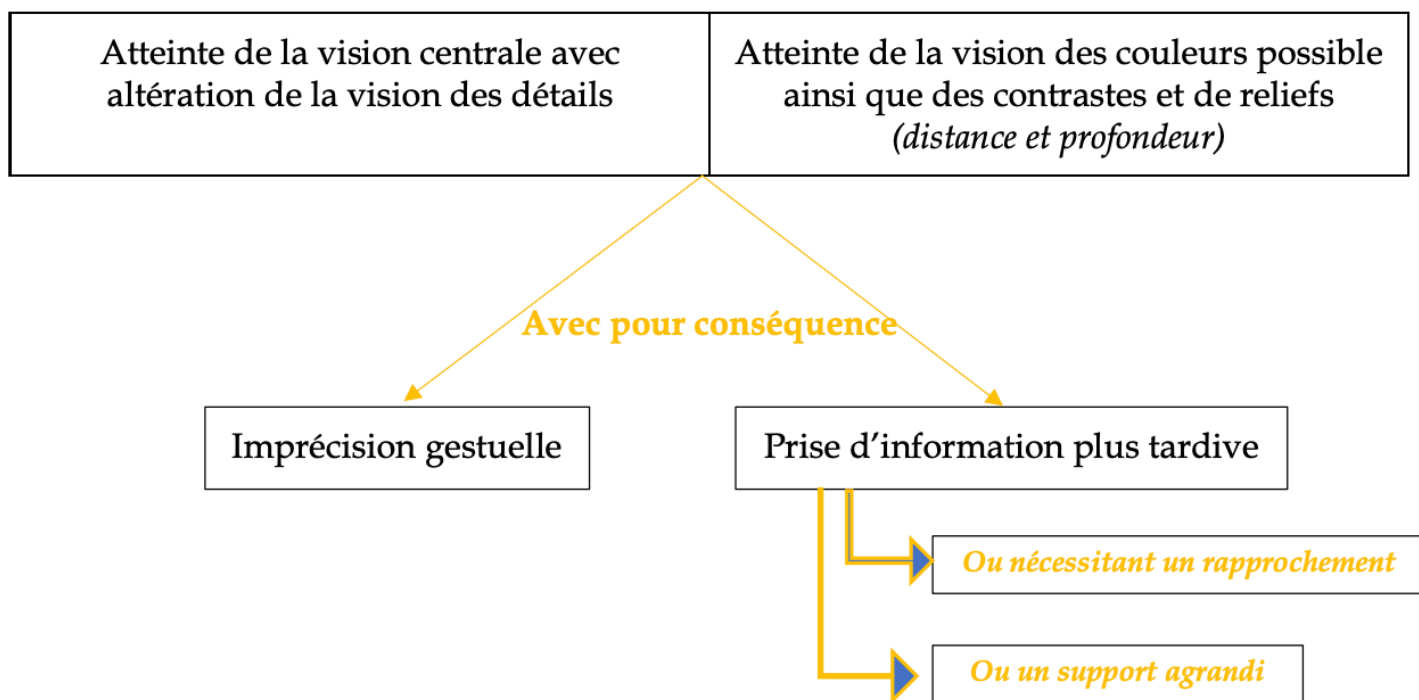 Atteinte de la vision centrale avec
altération de la vision des détails
Atteinte de la vision des couleurs possible
ainsi que des contrastes et de reliefs
(distance et profondeur)
Avec pour conséquence
Imprécision gestuelle
Prise d’information plus tardive
Ou nécessitant un rapprochement
Ou un support agrandi